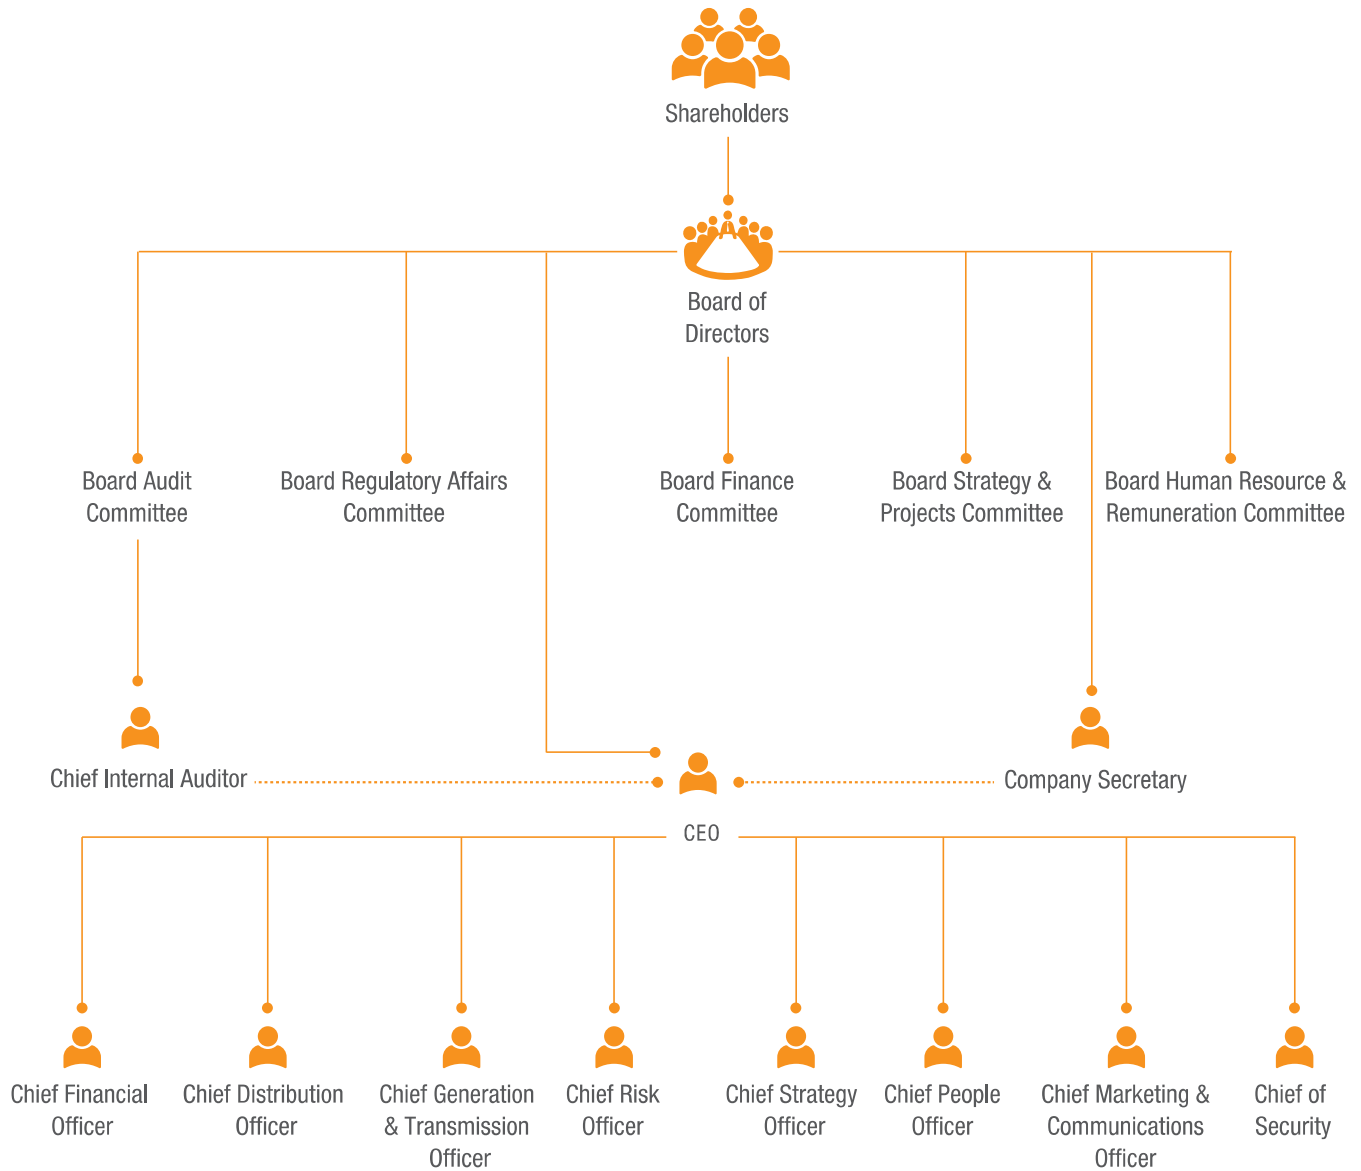 Shareholders
Board of
Directors
Board Audit
Committee
Board Regulatory Affairs
Committee
Board Finance
Committee
Board Strategy &
Projects Committee
Board Human Resource &
Remuneration Committee
Chief Internal Auditor
Company Secretary
CEO
Chief Financial
Officer
Chief Distribution
Officer
Chief Generation
& Transmission
Officer
Chief Risk
Officer
Chief Strategy
Officer
Chief People
Officer
Chief Marketing &
Communications
Officer
Chief of
Security